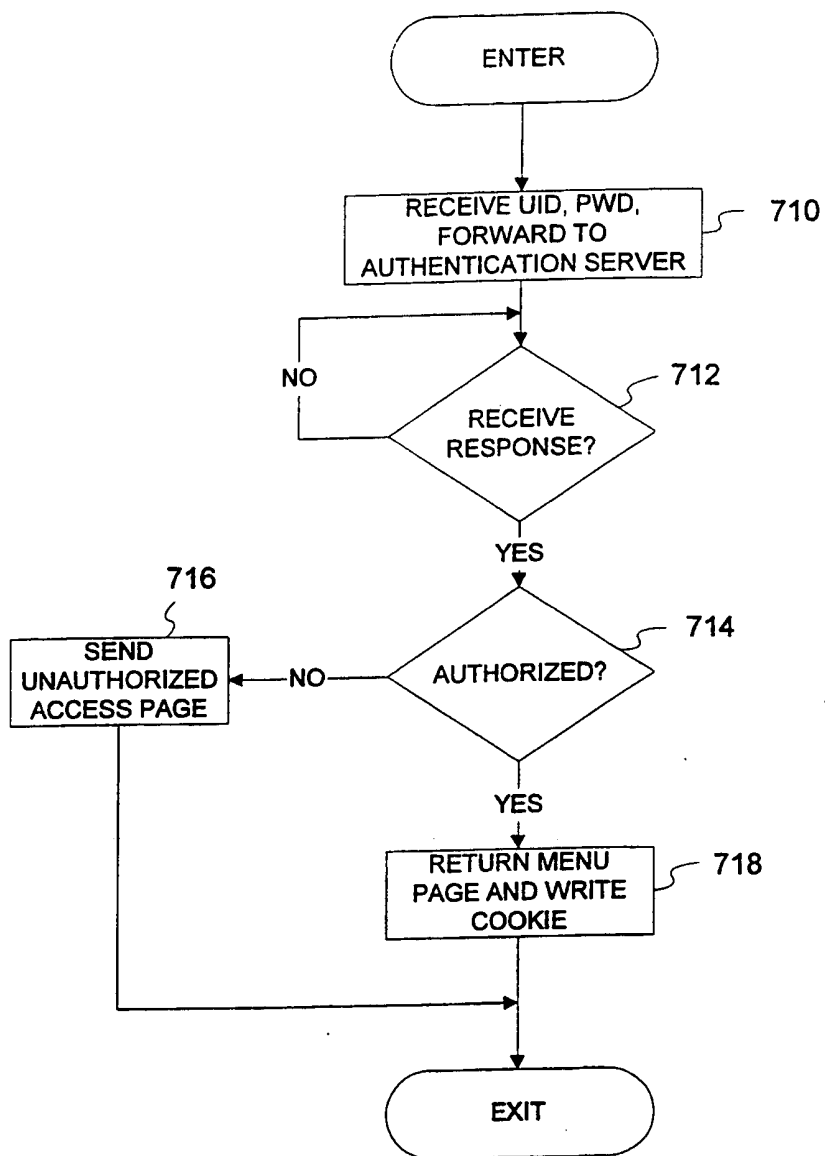 ENTER
RECEIVE UID, PWD,
FORWARD TO
AUTHENTICATION SERVER
710
NO
712
RECEIVE
RESPONSE?
YES
716
714
SEND
UNAUTHORIZED
ACCESS PAGE
NO
AUTHORIZED?
YES
RETURN MENU
PAGE AND WRITE
COOKIE
718
EXIT